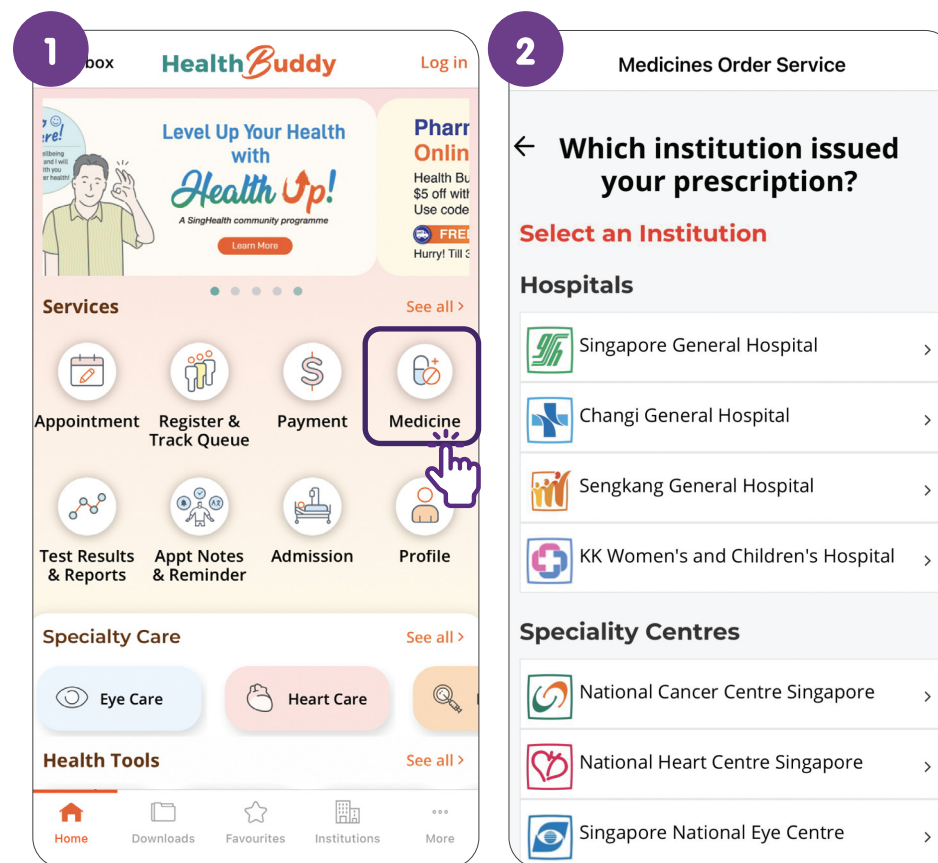 1
box
HealthBuddy
Log in
ere!
Level Up Your Health
with
Health Up!
A SingHealth community programme
Learn More
Onlin
$5 off with
Use code
FREE
Hurry! Till 3
Services
See all >
Appointment
Register &
Track Queue
Payment
Medicine
Test Results
& Reports
Appt Notes
& Reminder
Admission
Profile
Specialty Care
See all >
Eye Care
Heart Care
Health Tools
See all >
Home
Downloads
Favourites
Institutions
More
2
Medicines Order Service
← Which institution issued
your prescription?
Select an Institution
Hospitals
Singapore General Hospital >
Changi General Hospital >
Sengkang General Hospital >
KK Women's and Children's Hospital >
Speciality Centres
National Cancer Centre Singapore >
National Heart Centre Singapore >
Singapore National Eye Centre >